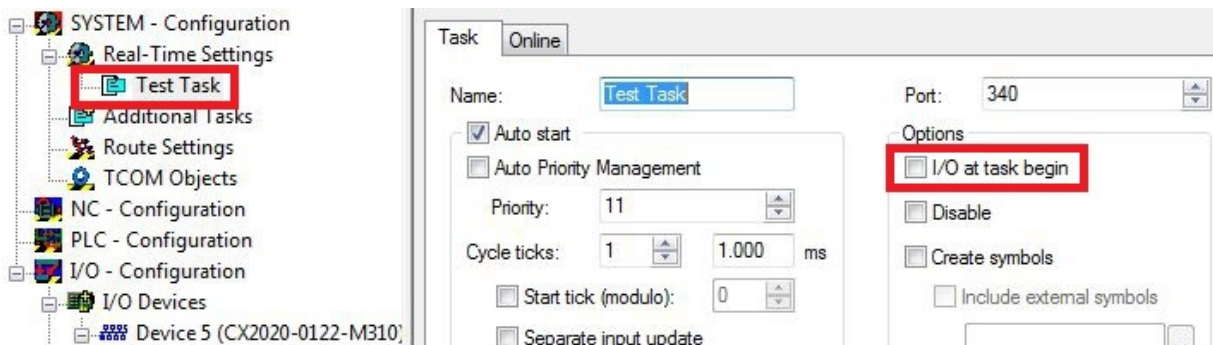 SYSTEM - Configuration
Real-Time Settings
Test Task
Additional Tasks
Route Settings
TCOM Objects
NC - Configuration
PLC - Configuration
I/O - Configuration
I/O Devices
Device 5 (CX2020-0122-M310)
Task Online
Name: Test Task
Auto start
Auto Priority Management
Priority: 11
Cycle ticks: 1 1.000 ms
Start tick (modulo): 0
Separate input update
Port: 340
Options
I/O at task begin
Disable
Create symbols
Include external symbols